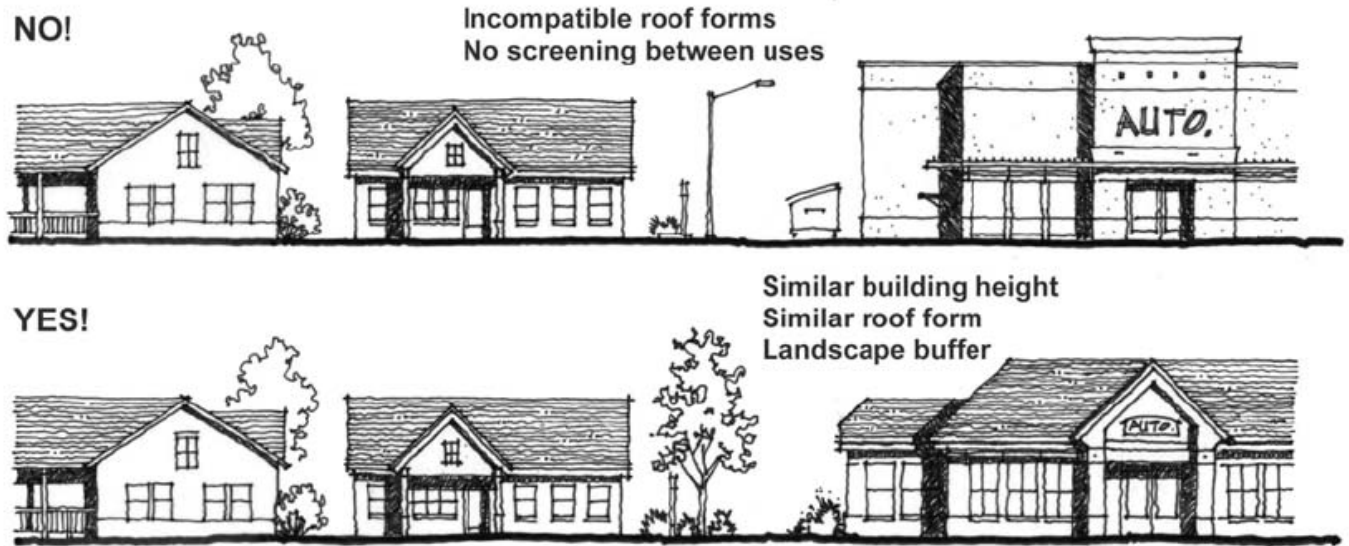 NO!
Incompatible roof forms
No screening between uses
AUTO.
YES!
Similar building height
Similar roof form
Landscape buffer
AUTO.